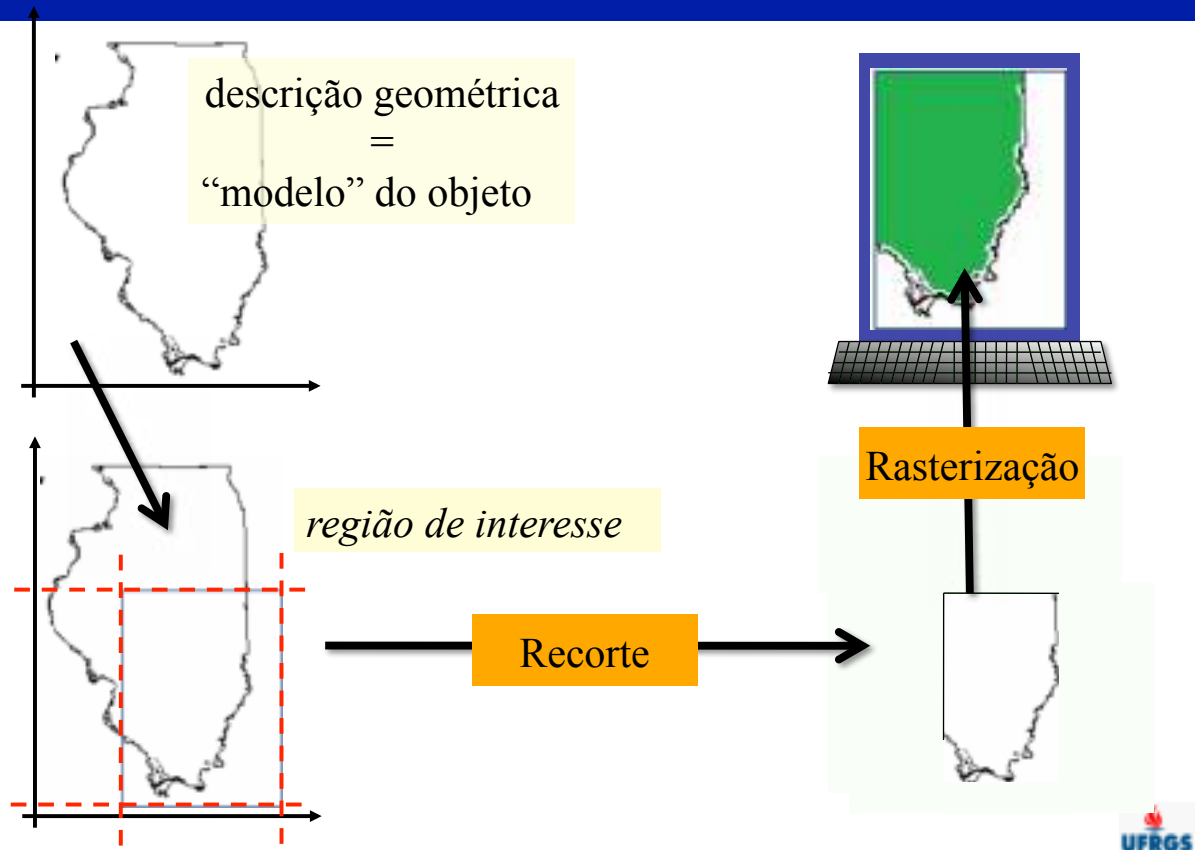 descrição geométrica
=
“modelo” do objeto
região de interesse
Recorte
Rasterização
UFRGS